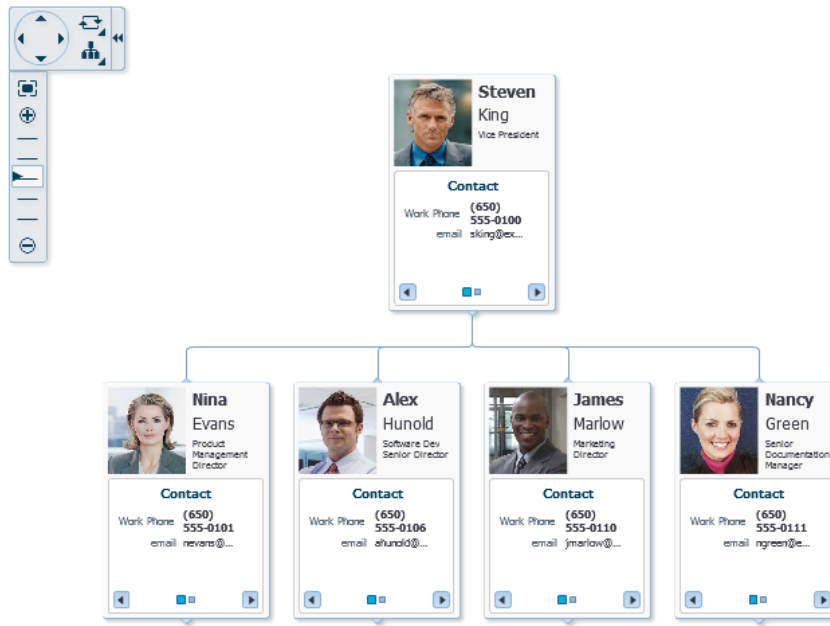 Steven
King
Vice President
Contact
Work Phone (650)
555-0100
email sking@ex...
Nina
Evans
Product
Management
Director
Contact
Work Phone (650)
555-0101
email nevans@...
Alex
Hunold
Software Dev
Senior Director
Contact
Work Phone (650)
555-0106
email ahunold@...
James
Marlow
Marketing
Director
Contact
Work Phone (650)
555-0110
email jmarlow@...
Nancy
Green
Senior
Documentation
Manager
Contact
Work Phone (650)
555-0111
email ngreen@e...